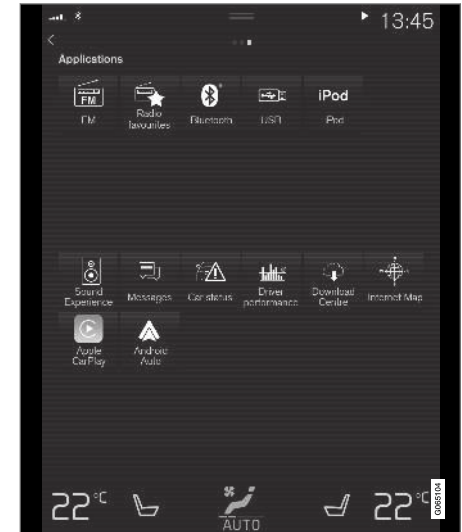 13:45
Applications
FM
iPod
FM
Radio
favourites
Bluetooth
USB
iPod
Sound
Experience
Messages
Car status
Driver
performance
Download
Centre
Internet Map
Apple
CarPlay
Android
Auto
22°C
22°C
AUTO
G065104